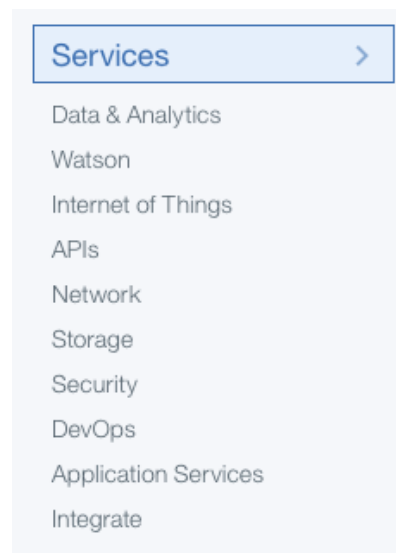 Services
Data & Analytics
Watson
Internet of Things
APIs
Network
Storage
Security
DevOps
Application Services
Integrate